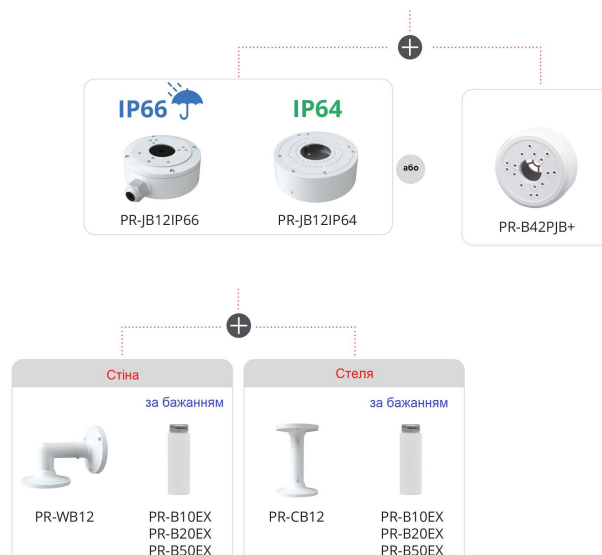 IP66
IP64
або
PR-JB12IP66
PR-JB12IP64
PR-B42PJB+
Стіна
Стеля
за бажанням
за бажанням
PR-WB12
PR-B10EX
PR-B20EX
PR-B50EX
PR-CB12
PR-B10EX
PR-B20EX
PR-B50EX